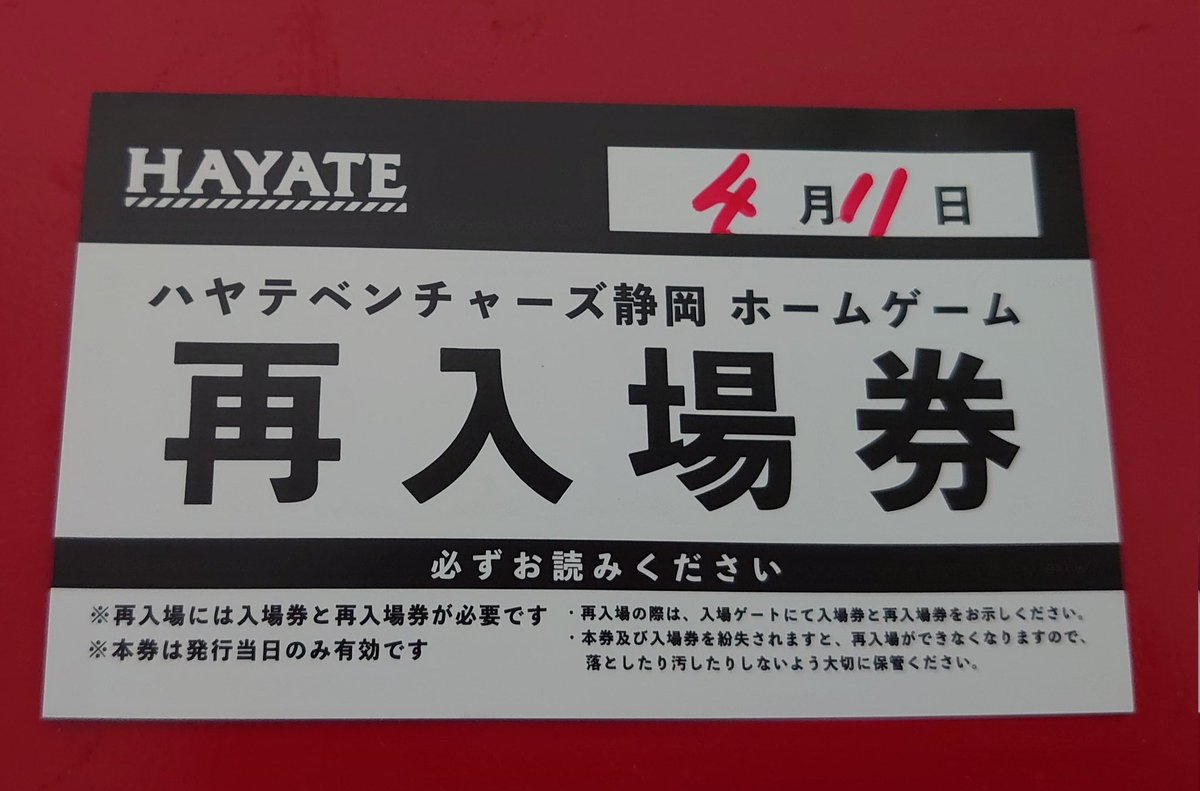 HAYATE
4月11日
ハヤテベンチャーズ静岡 ホームゲーム
再入場券
必ずお読みください
※再入場には入場券と再入場券が必要です
※本券は発行当日のみ有効です
・再入場の際は、入場ゲートにて入場券と再入場券をお示しください。
・本券及び入場券を紛失されますと、再入場ができなくなりますので、
落としたり汚したりしないよう大切に保管ください。